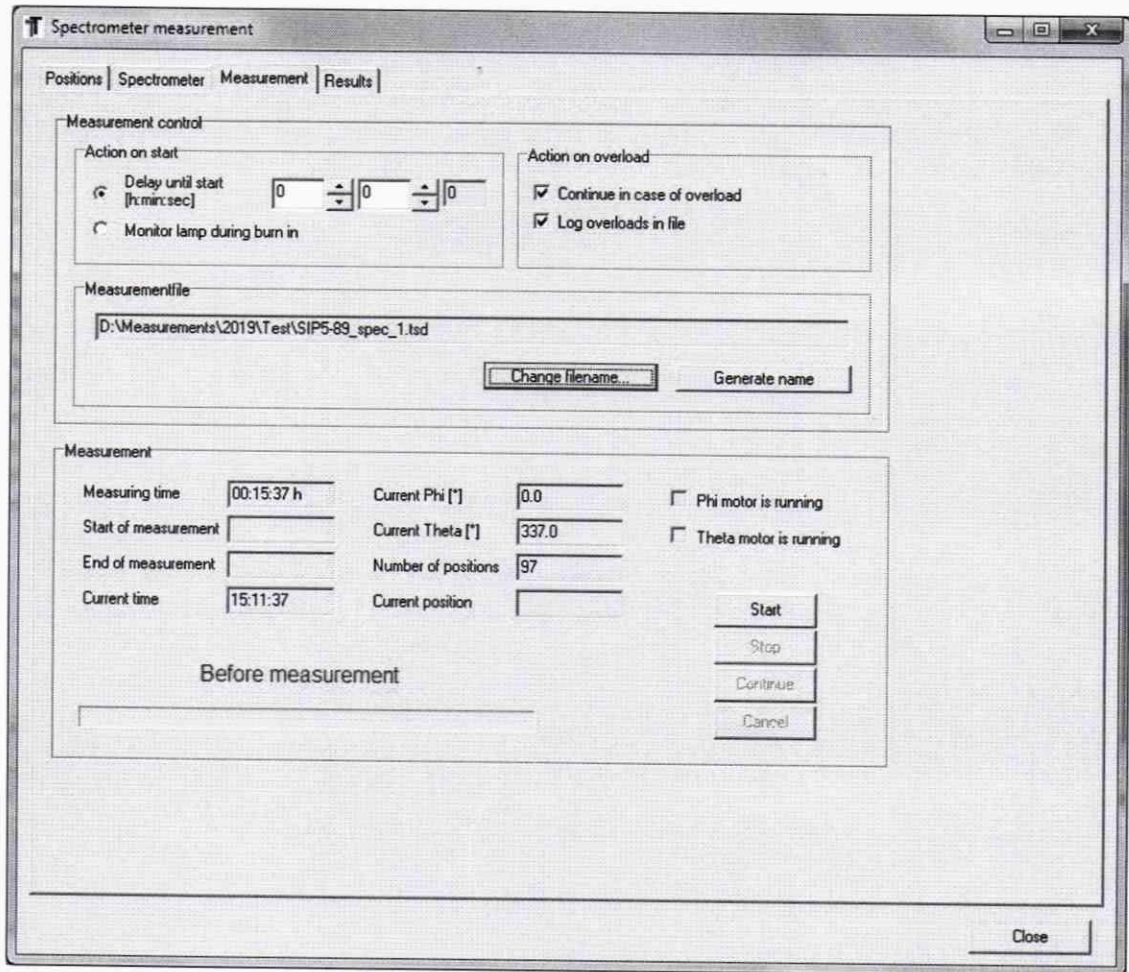 Spectrometer measurement
Positions Spectrometer Measurement Results
Measurement control
Action on start
Delay until start
[h:min:sec]
0 0 0
Monitor lamp during burn in
Action on overload
Continue in case of overload
Log overloads in file
Measurementfile
D:\Measurements\2019\Test\SIP5-89_spec_1.tsd
Change filename... Generate name
Measurement
Measuring time 00:15:37 h Current Phi [°] 0.0 Phi motor is running
Start of measurement Current Theta [°] 337.0 Theta motor is running
End of measurement Number of positions 97
Current time 15:11:37 Current position
Start
Stop
Before measurement
Continue
Cancel
Close